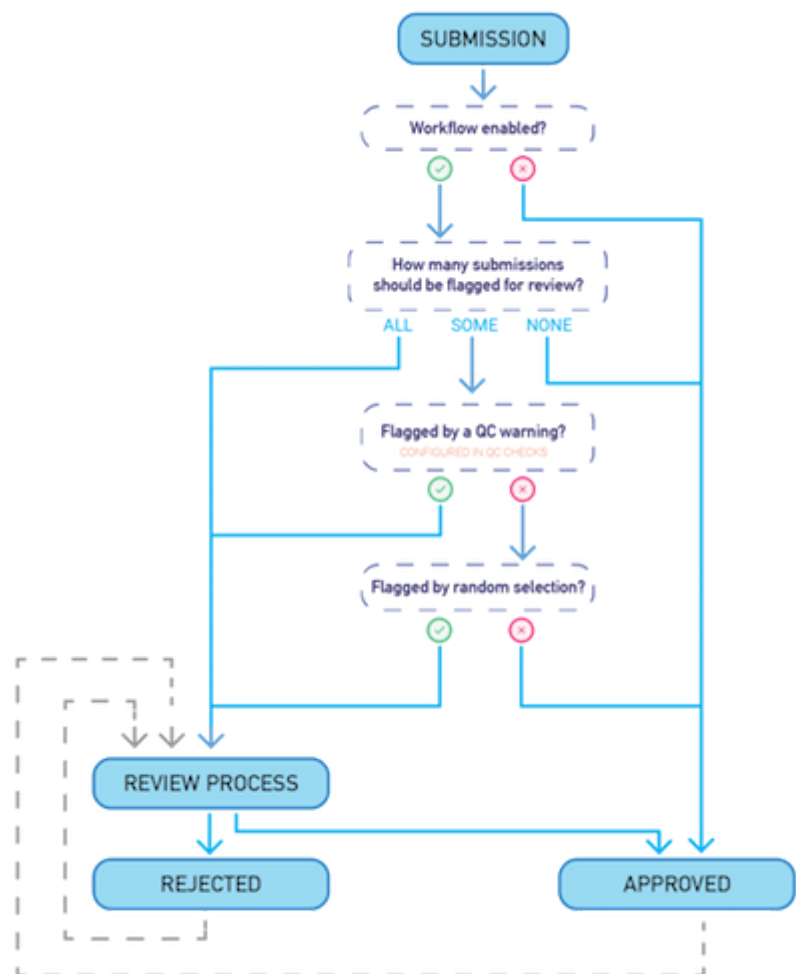 SUBMISSION
Workflow enabled?
How many submissions
should be flagged for review?
ALL SOME NONE
Flagged by a QC warning?
CONFIGURED IN QC CHECKS
Flagged by random selection?
REVIEW PROCESS
REJECTED APPROVED